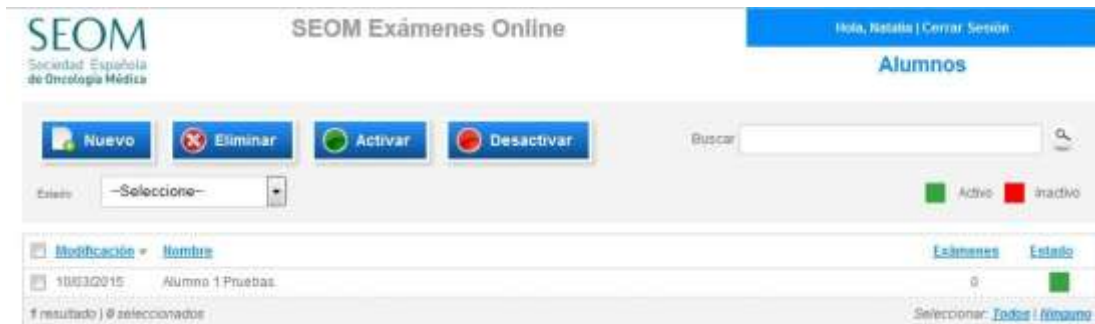 SEOM
Sociedad Española
de Oncología Médica
SEOM Exámenes Online
Hola, Natalia | Cerrar Sesión
Alumnos
Nuevo
Eliminar
Activar
Desactivar
Buscar
Estado
--Seleccione--
Activo
Inactivo
Modificación
Nombre
Exámenes
Estado
10/03/2015
Alumno 1 Pruebas.
0
1 resultado | 0 seleccionados
Seleccionar: Todos | Ninguno